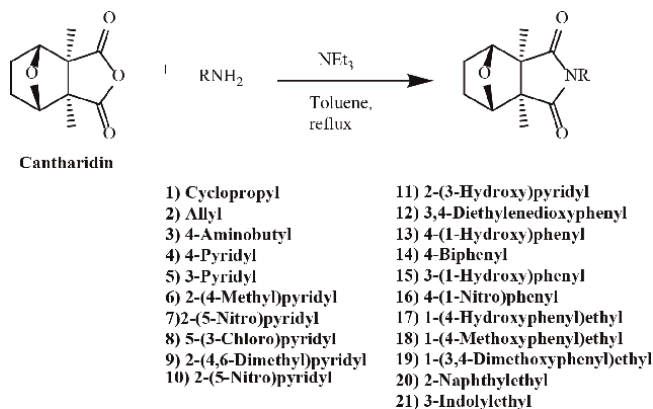 O
O
O
O
NEt3
RNH2
Toluene,
reflux
O
O
NR
O
Cantharidin
1) Cyclopropyl
2) Allyl
3) 4-Aminobutyl
4) 4-Pyridyl
5) 3-Pyridyl
6) 2-(4-Methyl)pyridyl
7)2-(5-Nitro)pyridyl
8) 5-(3-Chloro)pyridyl
9) 2-(4,6-Dimethyl)pyridyl
10) 2-(5-Nitro)pyridyl
11) 2-(3-Hydroxy)pyridyl
12) 3,4-Diethylenedioxyphenyl
13) 4-(1-Hydroxy)phenyl
14) 4-Biphenyl
15) 3-(1-Hydroxy)phenyl
16) 4-(1-Nitro)phenyl
17) 1-(4-Hydroxyphenyl)ethyl
18) 1-(4-Methoxyphenyl)ethyl
19) 1-(3,4-Dimethoxyphenyl)ethyl
20) 2-Naphthylethyl
21) 3-Indolylethyl